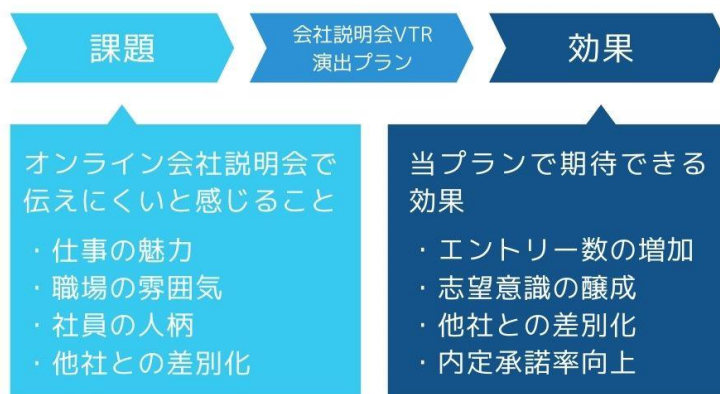 課題
会社説明会VTR
演出プラン
効果
オンライン会社説明会で
伝えにくいと感じること
・仕事の魅力
・職場の雰囲気
・社員の人柄
・他社との差別化
当プランで期待できる
効果
・エントリー数の増加
・志望意識の醸成
・他社との差別化
・内定承諾率向上